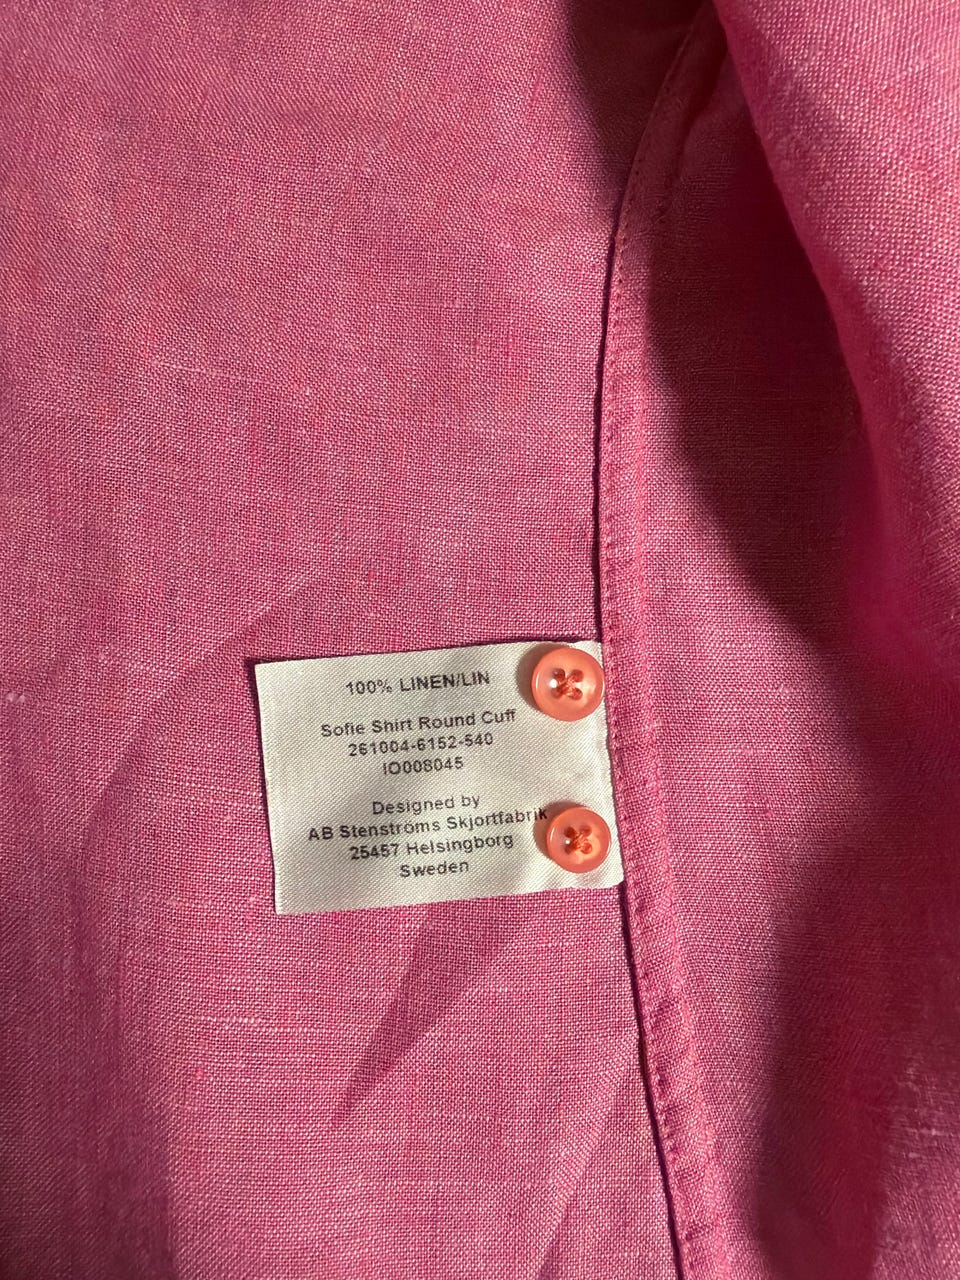 100% LINEN/LIN
Sofie Shirt Round Cuff
261004-6152-540
IO008045
Designed by
AB Stenströms Skjortfabrik
25457 Helsingborg
Sweden